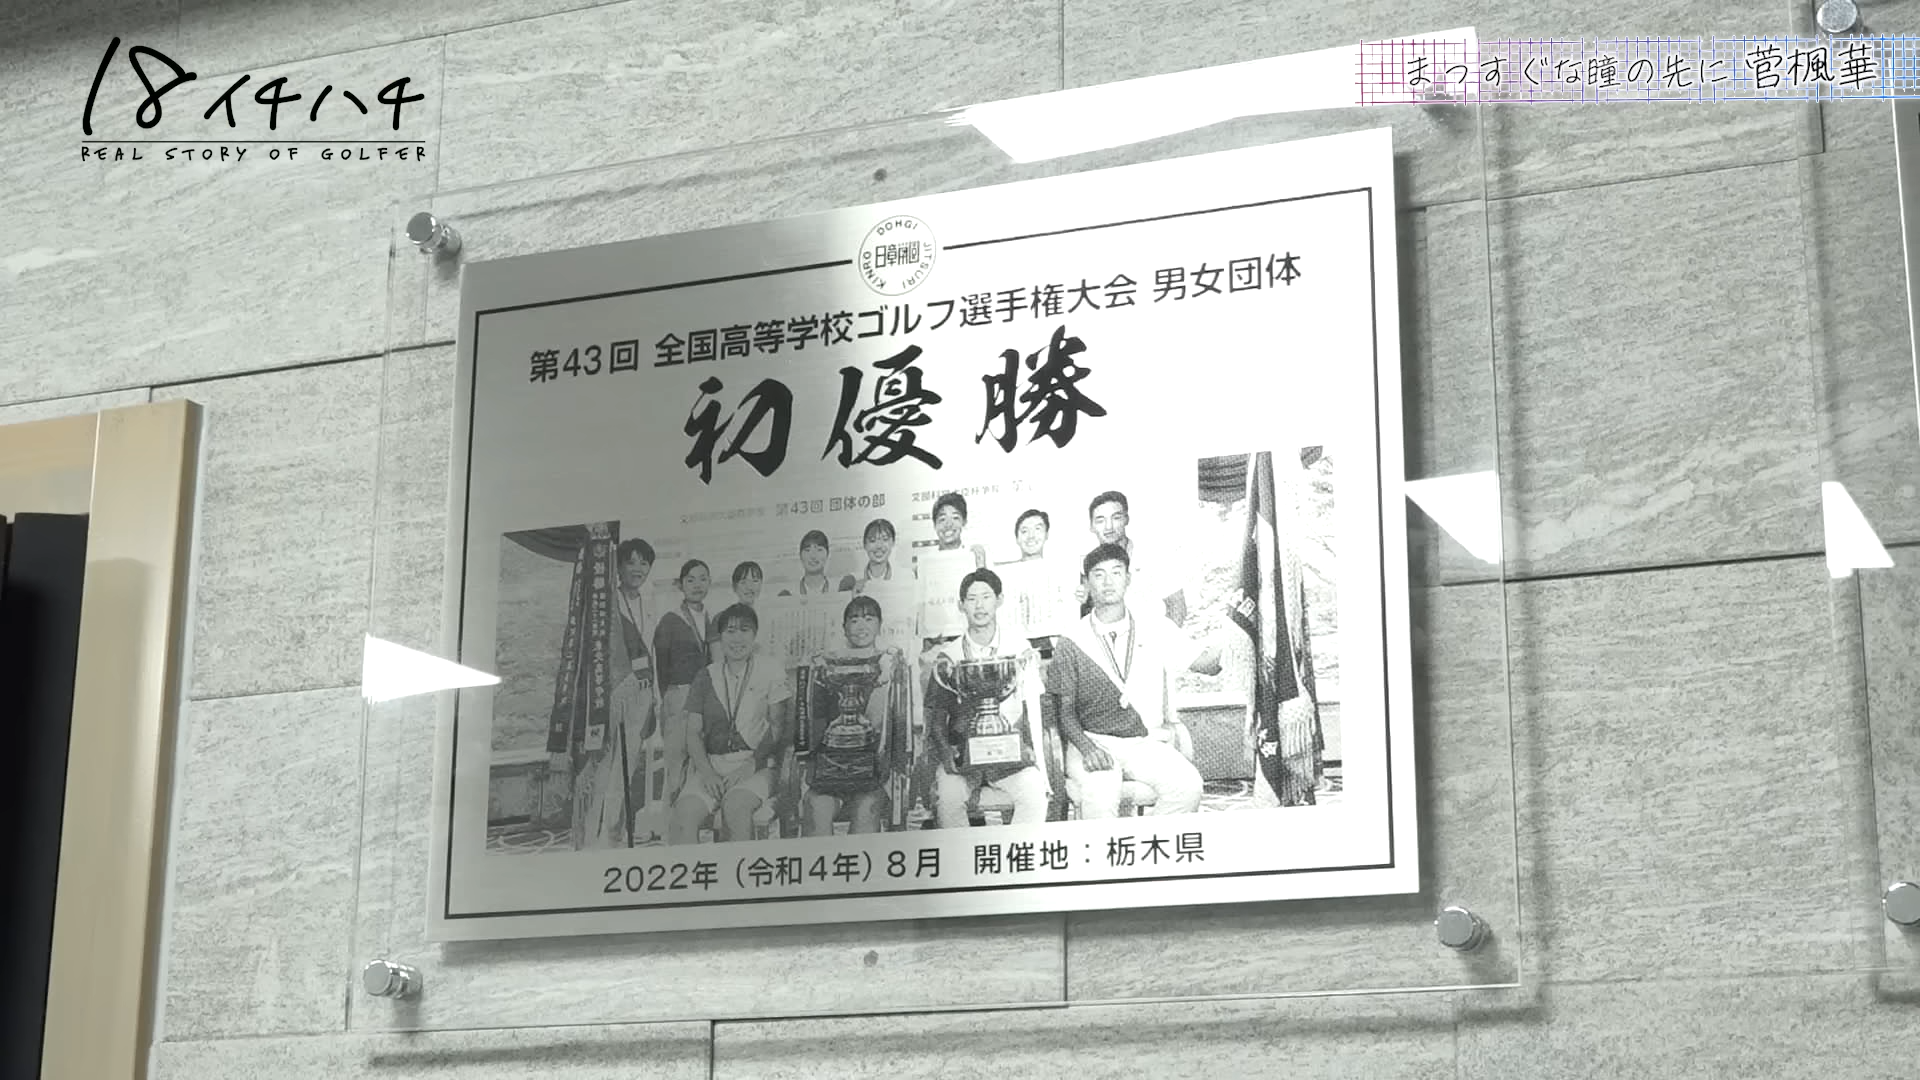 18イチハチ
REAL STORY OF GOLFER
まっすぐな瞳の先に 菅楓華
DOHGI JITSURI KINRO
日章学園
第43回 全国高等学校ゴルフ選手権大会 男女団体
初優勝
第43回 団体の部
2022年(令和4年)8月 開催地:栃木県